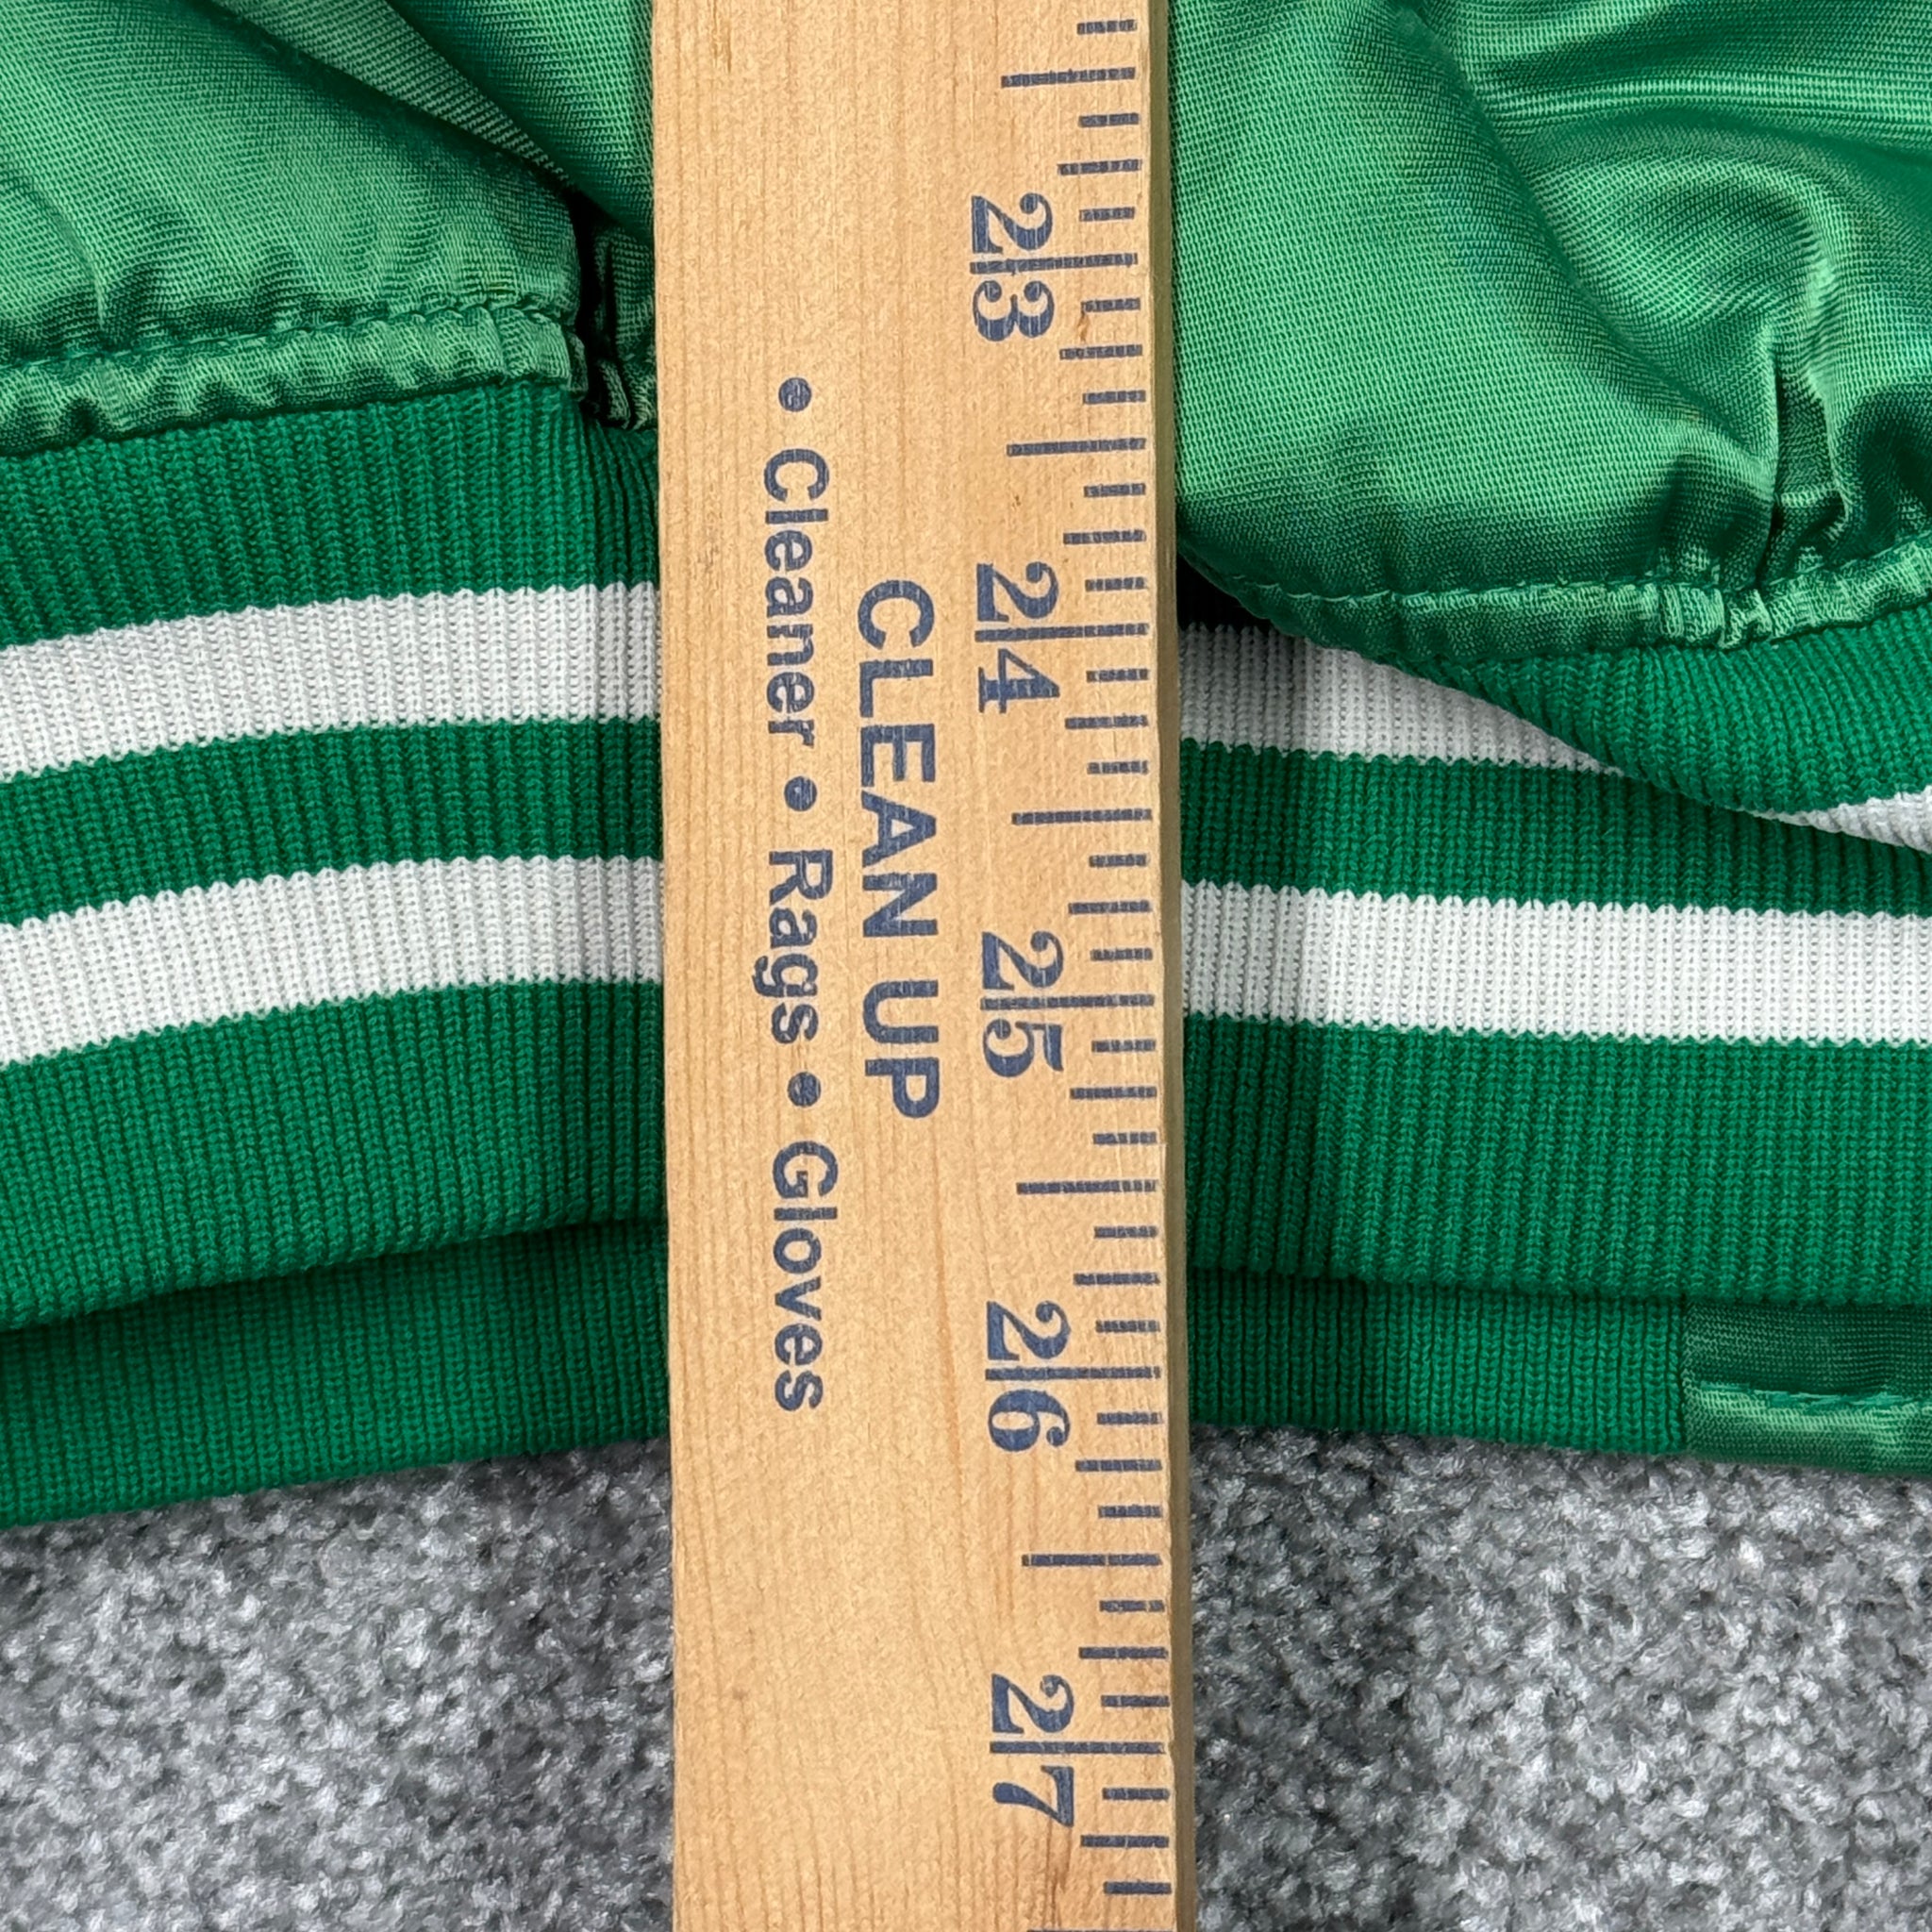 23
24
25
26
27
CLEAN UP
• Cleaner • Rags • Gloves